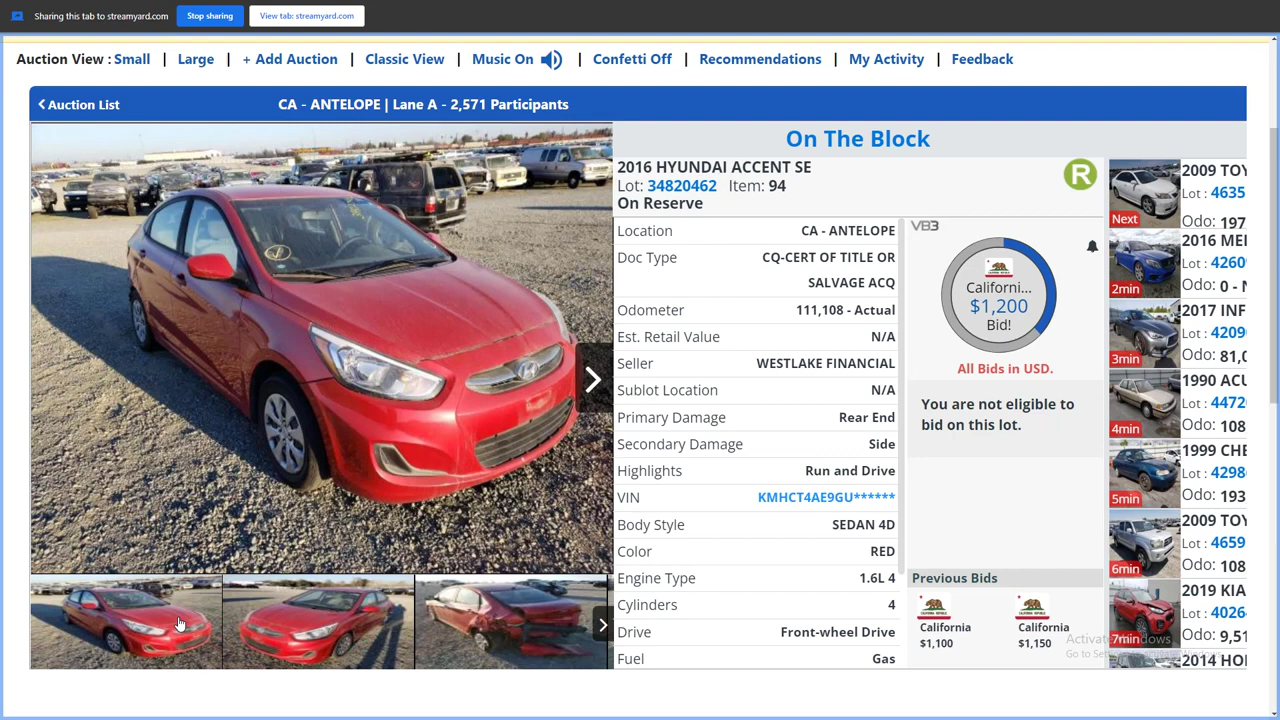 Sharing this tab to streamyard.com
Stop sharing
View tab: streamyard.com
Auction View : Small | Large | + Add Auction | Classic View | Music On | Confetti Off | Recommendations | My Activity | Feedback
Auction List
CA - ANTELOPE | Lane A - 2,571 Participants
On The Block
2016 HYUNDAI ACCENT SE
Lot: 34820462 Item: 94
On Reserve
R
Location CA - ANTELOPE
Doc Type CQ-CERT OF TITLE OR
SALVAGE ACQ
Odometer 111,108 - Actual
Est. Retail Value N/A
Seller WESTLAKE FINANCIAL
Sublot Location N/A
Primary Damage Rear End
Secondary Damage Side
Highlights Run and Drive
VIN KMHCT4AE9GU******
Body Style SEDAN 4D
Color RED
Engine Type 1.6L 4
Cylinders 4
Drive Front-wheel Drive
Fuel Gas
VB3
Californi...
$1,200
Bid!
All Bids in USD.
You are not eligible to
bid on this lot.
Previous Bids
California
$1,100
California
$1,150
2009 TOY
Lot : 4635
Odo: 197
Next
2016 MEI
Lot : 4260
Odo: 0 -
2min
2017 INF
Lot : 4209
Odo: 81,0
3min
1990 ACU
Lot : 4472
Odo: 108
4min
1999 CHE
Lot : 4298
Odo: 193
5min
2009 TOY
Lot : 4659
Odo: 108
6min
2019 KIA
Lot : 4026
Odo: 9,51
7min
2014 HO
Activate Windows